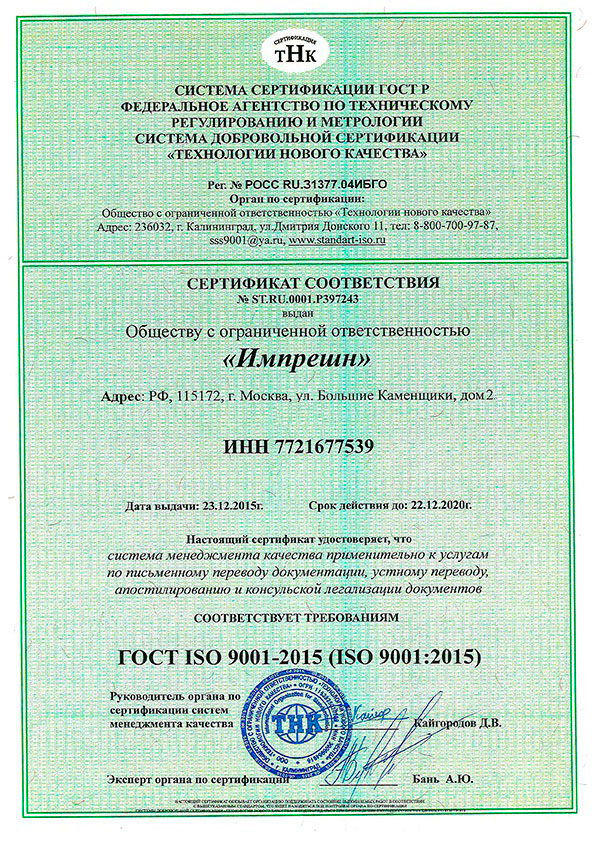 СЕРТИФИКАЦИЯ
ТНК
СИСТЕМА СЕРТИФИКАЦИИ ГОСТ Р
ФЕДЕРАЛЬНОЕ АГЕНТСТВО ПО ТЕХНИЧЕСКОМУ
РЕГУЛИРОВАНИЮ И МЕТРОЛОГИИ
СИСТЕМА ДОБРОВОЛЬНОЙ СЕРТИФИКАЦИИ
«ТЕХНОЛОГИИ НОВОГО КАЧЕСТВА»
Рег. № РОСС RU.31377.04ИБГО
Орган по сертификации:
Общество с ограниченной ответственностью «Технологии нового качества»
Адрес: 236032, г. Калининград, ул.Дмитрия Донского 11, тел: 8-800-700-97-87,
sss9001@ya.ru, www.standart-iso.ru
СЕРТИФИКАТ СООТВЕТСТВИЯ
№ ST.RU.0001.P397243
выдан
Обществу с ограниченной ответственностью
«Импрешн»
Адрес: РФ, 115172, г. Москва, ул. Большие Каменщики, дом 2
ИНН 7721677539
Дата выдачи: 23.12.2015г. Срок действия до: 22.12.2020г.
Настоящий сертификат удостоверяет, что
система менеджмента качества применительно к услугам
по письменному переводу документации, устному переводу,
апостилированию и консульской легализации документов
СООТВЕТСТВУЕТ ТРЕБОВАНИЯМ
ГОСТ ISO 9001-2015 (ISO 9001:2015)
Руководитель органа по
сертификации систем
менеджмента качества
Кайгородов Д.В.
ТНК
Эксперт органа по сертификации
Бань А.Ю.